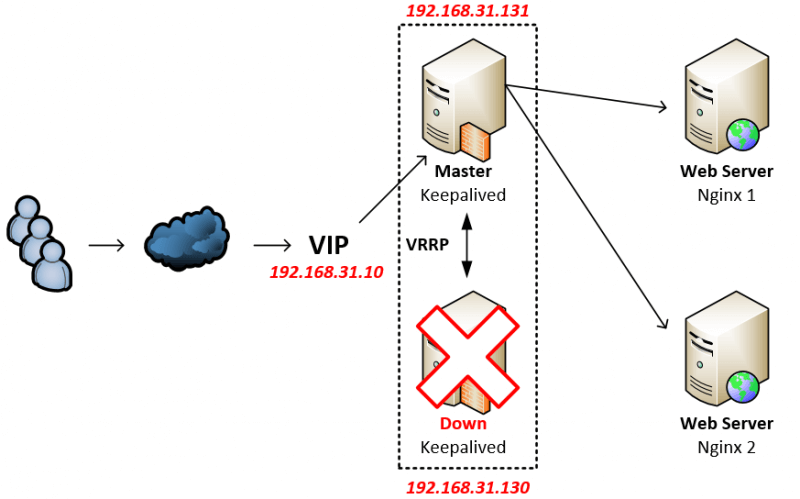 192.168.31.131
Master
Keepalived
Web Server
Nginx 1
VIP
192.168.31.10
VRRP
Down
Keepalived
Web Server
Nginx 2
192.168.31.130